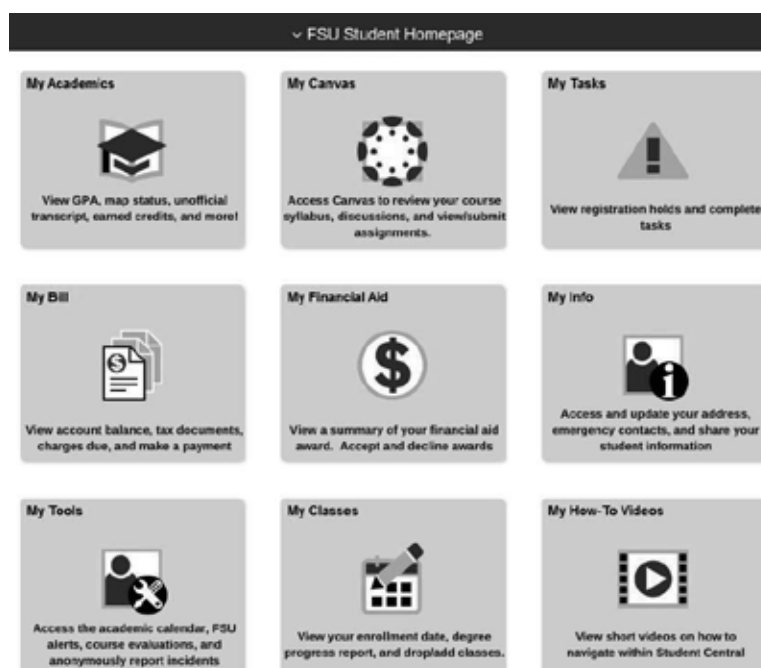 FSU Student Homepage
My Academics
View GPA, map status, unofficial
transcript, earned credits, and more!
My Canvas
Access Canvas to review your course
syllabus, discussions, and view/submit
assignments.
My Tasks
View registration holds and complete
tasks
My Bill
View account balance, tax documents,
charges due, and make a payment
My Financial Aid
View a summary of your financial aid
award. Accept and decline awards
My Info
Access and update your address,
emergency contacts, and share your
student information
My Tools
Access the academic calendar, FSU
alerts, course evaluations, and
anonymously report incidents
My Classes
View your enrollment date, degree
progress report, and drop/add classes.
My How-To Videos
View short videos on how to
navigate within Student Central